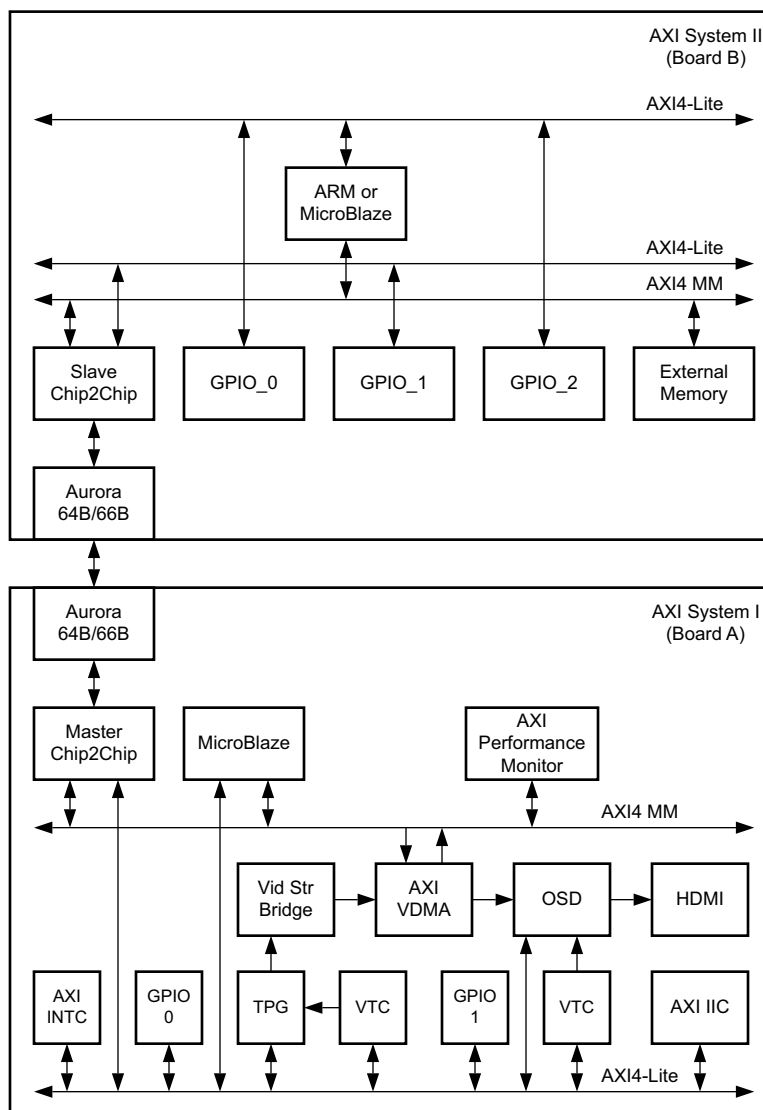 AXI System II
(Board B)
AXI4-Lite
ARM or
MicroBlaze
AXI4-Lite
AXI4 MM
Slave
Chip2Chip
GPIO_0
GPIO_1
GPIO_2
External
Memory
Aurora
64B/66B
Aurora
64B/66B
AXI System I
(Board A)
Master
Chip2Chip
MicroBlaze
AXI
Performance
Monitor
AXI4 MM
Vid Str
Bridge
AXI
VDMA
OSD
HDMI
AXI
INTC
GPIO
0
TPG
VTC
GPIO
1
VTC
AXI IIC
AXI4-Lite